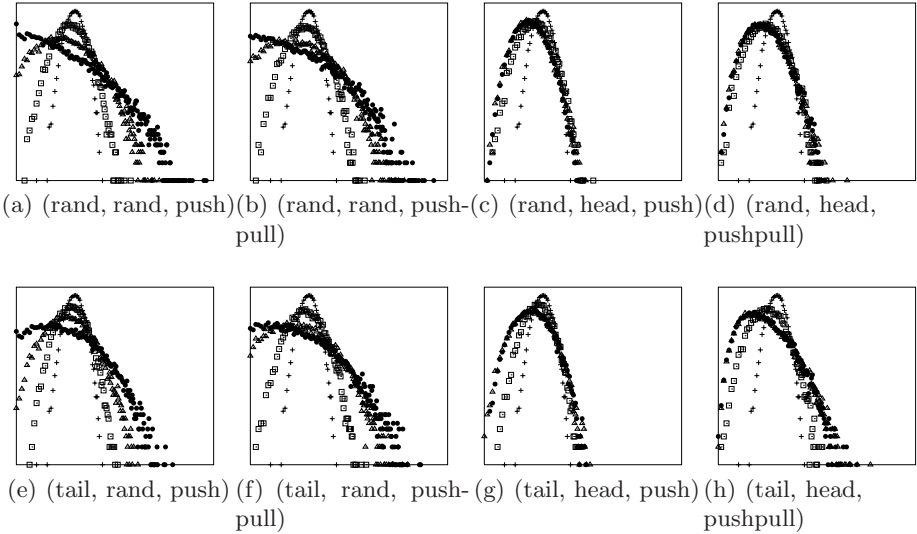 (a) (rand, rand, push)
(b) (rand, rand, push-
pull)
(c) (rand, head, push)
(d) (rand, head,
pushpull)
(e) (tail, rand, push)
(f) (tail, rand, push-
pull)
(g) (tail, head, push)
(h) (tail, head,
pushpull)